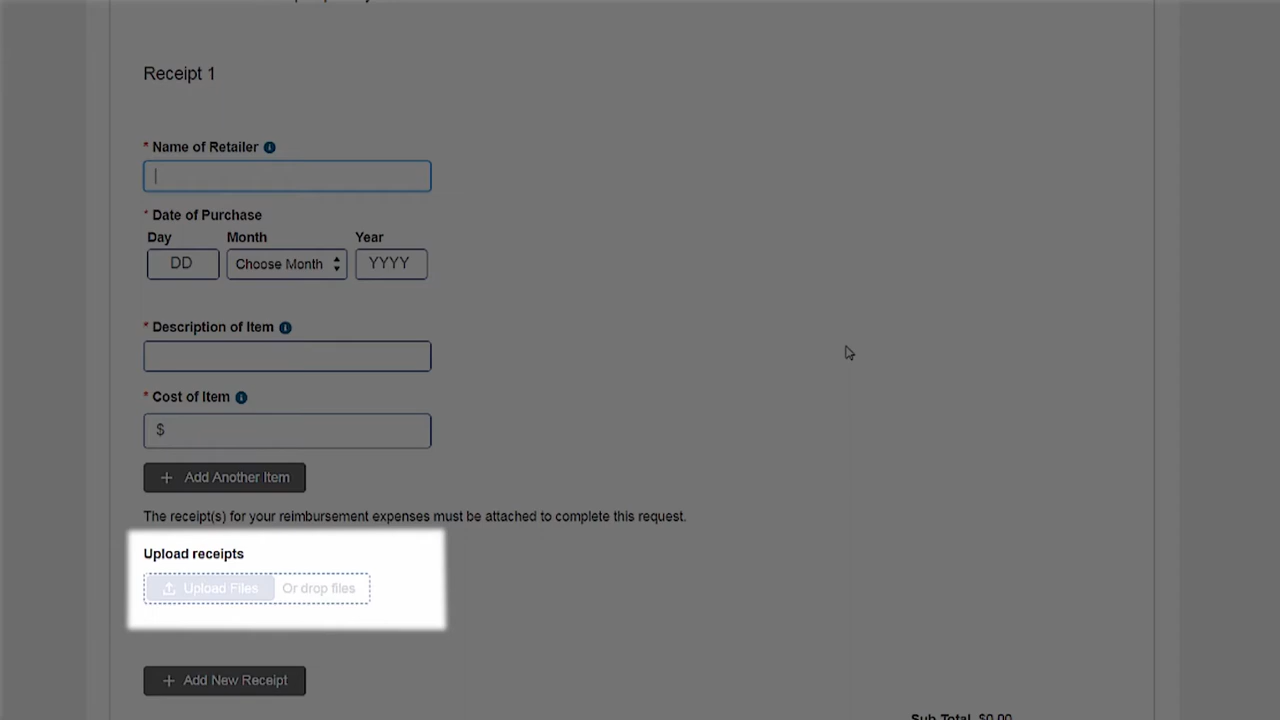 Receipt 1
* Name of Retailer
* Date of Purchase
Day Month Year
DD Choose Month YYYY
* Description of Item
* Cost of Item
$
+ Add Another Item
The receipt(s) for your reimbursement expenses must be attached to complete this request.
Upload receipts
Upload Files Or drop files
+ Add New Receipt
Sub Total $0.00